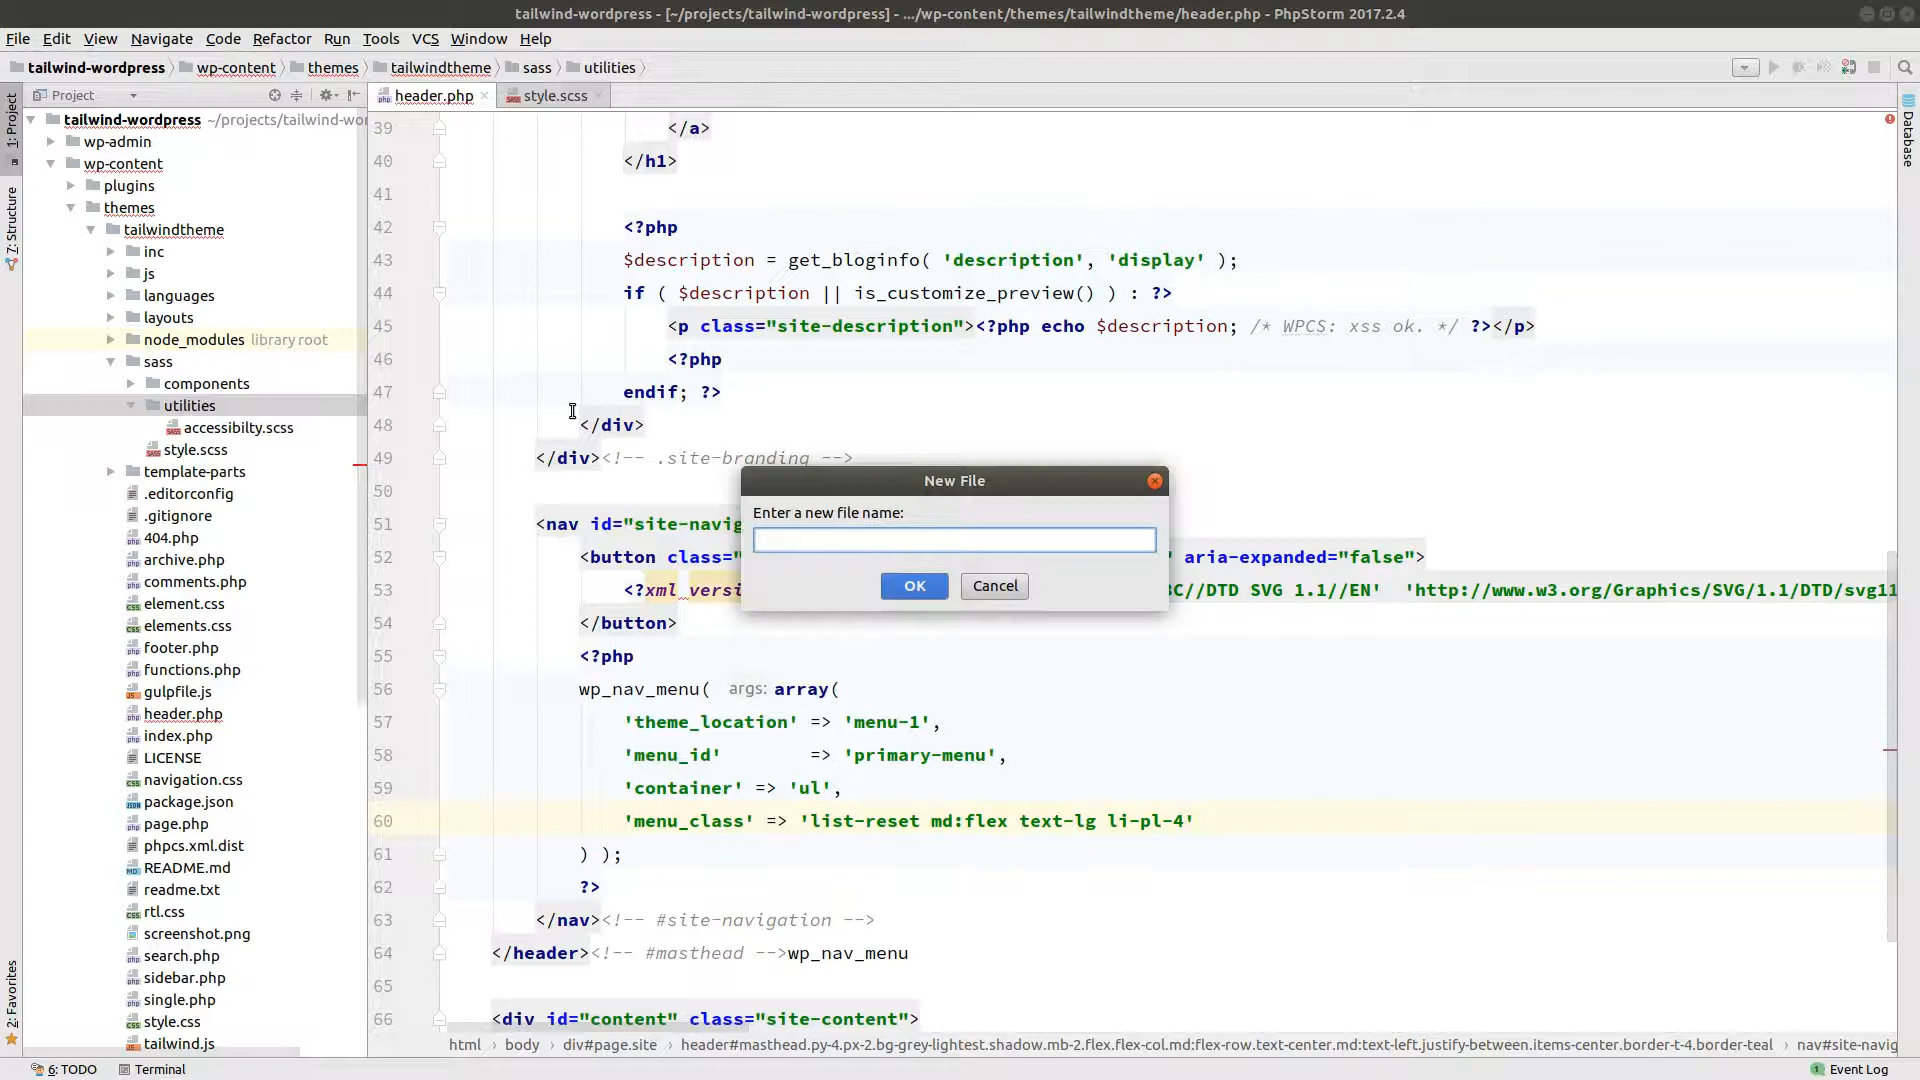 tailwind-wordpress - [~/projects/tailwind-wordpress] - .../wp-content/themes/tailwindtheme/header.php - PhpStorm 2017.2.4
File Edit View Navigate Code Refactor Run Tools VCS Window Help
tailwind-wordpress wp-content themes tailwindtheme sass utilities
Project
header.php style.scss
1: Project
7: Structure
2: Favorites
Database
tailwind-wordpress ~/projects/tailwind-wor
wp-admin
wp-content
plugins
themes
tailwindtheme
inc
js
languages
layouts
node_modules library root
sass
components
utilities
accessibilty.scss
style.scss
template-parts
.editorconfig
.gitignore
404.php
archive.php
comments.php
element.css
elements.css
footer.php
functions.php
gulpfile.js
header.php
index.php
LICENSE
navigation.css
package.json
page.php
phpcs.xml.dist
README.md
readme.txt
rtl.css
screenshot.png
search.php
sidebar.php
single.php
style.css
tailwind.js
39 </a>
40 </h1>
41
42 <?php
43 $description = get_bloginfo( 'description', 'display' );
44 if ( $description || is_customize_preview() ) : ?>
45 <p class="site-description"><?php echo $description; /* WPCS: xss ok. */ ?></p>
46 <?php
47 endif; ?>
48 </div>
49 </div><!-- .site-branding -->
50
51 <nav id="site-navig
52 <button class=" " aria-expanded="false">
53 <?xml versi C//DTD SVG 1.1//EN' 'http://www.w3.org/Graphics/SVG/1.1/DTD/svg11
54 </button>
55 <?php
56 wp_nav_menu( args: array(
57 'theme_location' => 'menu-1',
58 'menu_id' => 'primary-menu',
59 'container' => 'ul',
60 'menu_class' => 'list-reset md:flex text-lg li-pl-4'
61 ) );
62 ?>
63 </nav><!-- #site-navigation -->
64 </header><!-- #masthead -->wp_nav_menu
65
66 <div id="content" class="site-content">
New File
Enter a new file name:
OK Cancel
html › body › div#page.site › header#masthead.py-4.px-2.bg-grey-lightest.shadow.mb-2.flex.flex-col.md:flex-row.text-center.md:text-left.justify-between.items-center.border-t-4.border-teal › nav#site-navig
6: TODO Terminal 1 Event Log